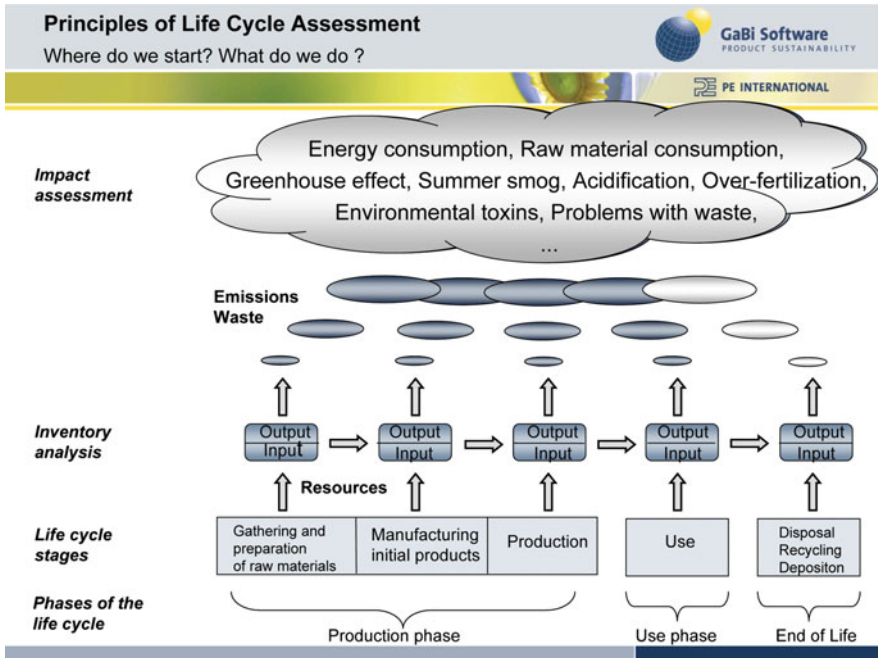 Principles of Life Cycle Assessment
Where do we start? What do we do ?
GaBi Software
PRODUCT SUSTAINABILITY
PE INTERNATIONAL
Impact
assessment
Energy consumption, Raw material consumption,
Greenhouse effect, Summer smog, Acidification, Over-fertilization,
Environmental toxins, Problems with waste,
...
Emissions
Waste
Inventory
analysis
Output
Input
Output
Input
Output
Input
Output
Input
Output
Input
Resources
Life cycle
stages
Gathering and
preparation
of raw materials
Manufacturing
initial products
Production
Use
Disposal
Recycling
Depositon
Phases of the
life cycle
Production phase
Use phase
End of Life